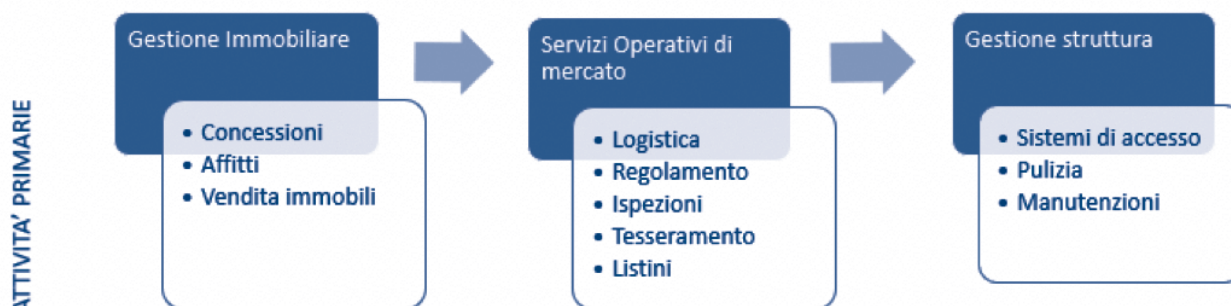 ATTIVITA' PRIMARIE
Gestione Immobiliare
• Concessioni
• Affitti
• Vendita immobili
Servizi Operativi di
mercato
• Logistica
• Regolamento
• Ispezioni
• Tesseramento
• Listini
Gestione struttura
• Sistemi di accesso
• Pulizia
• Manutenzioni